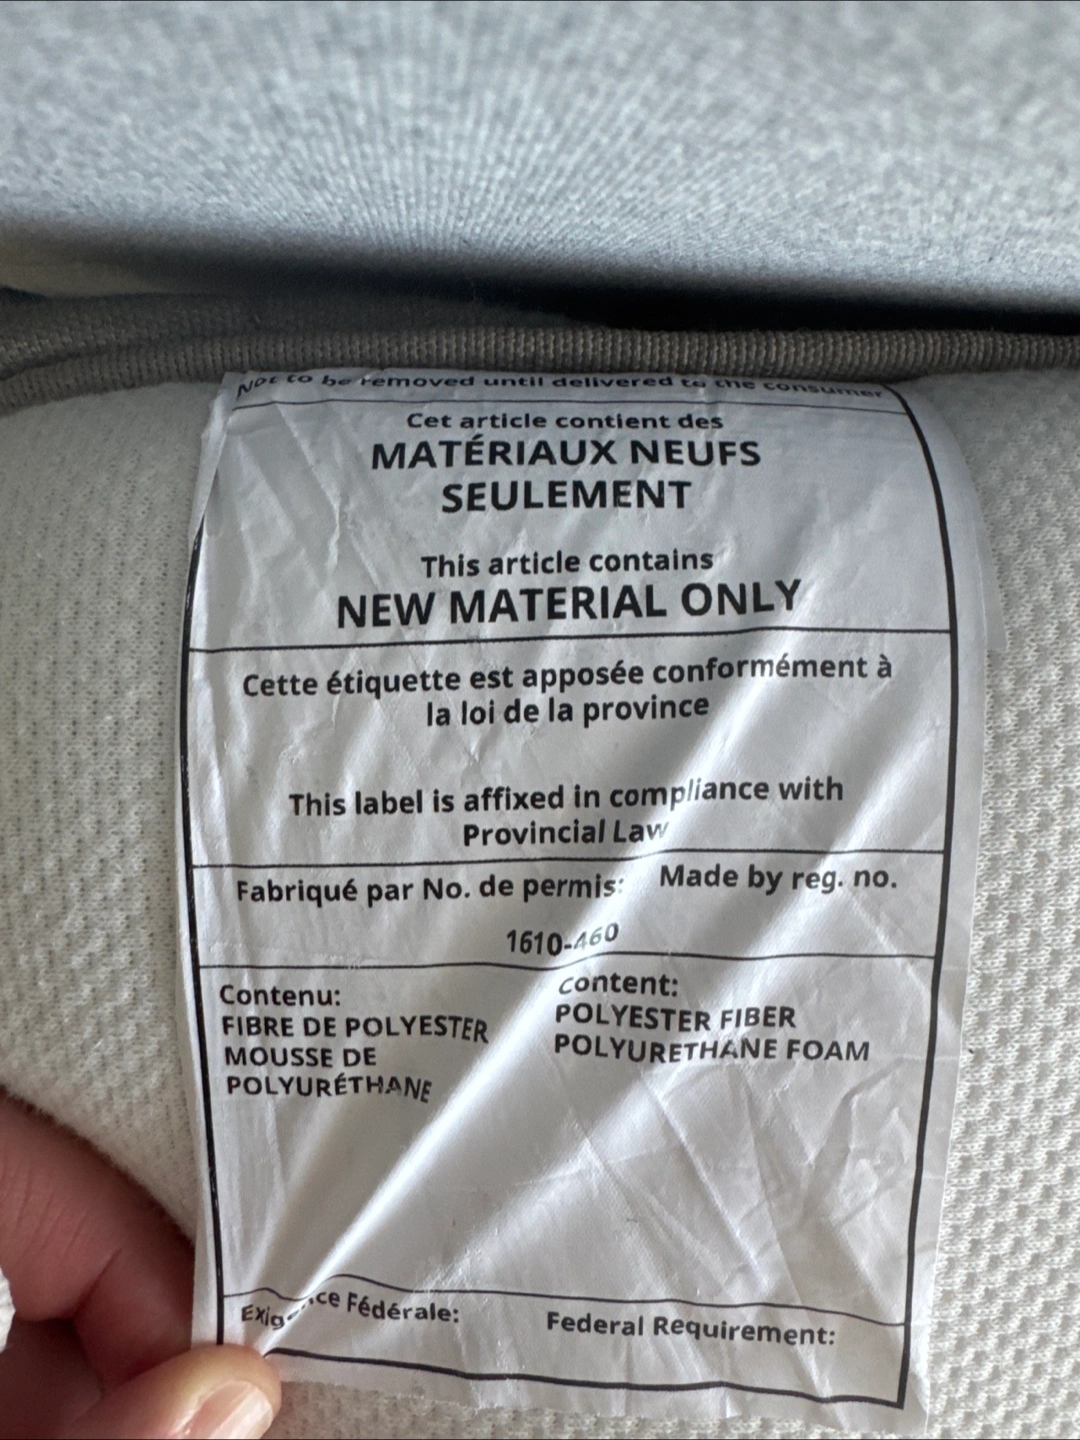 Not to be removed until delivered to the consumer
Cet article contient des
MATÉRIAUX NEUFS
SEULEMENT
This article contains
NEW MATERIAL ONLY
Cette étiquette est apposée conformément à
la loi de la province
This label is affixed in compliance with
Provincial Law
Fabriqué par No. de permis: Made by reg. no.
1610-460
Contenu:
FIBRE DE POLYESTER
MOUSSE DE
POLYURÉTHANE
Content:
POLYESTER FIBER
POLYURETHANE FOAM
Exigence Fédérale:
Federal Requirement: